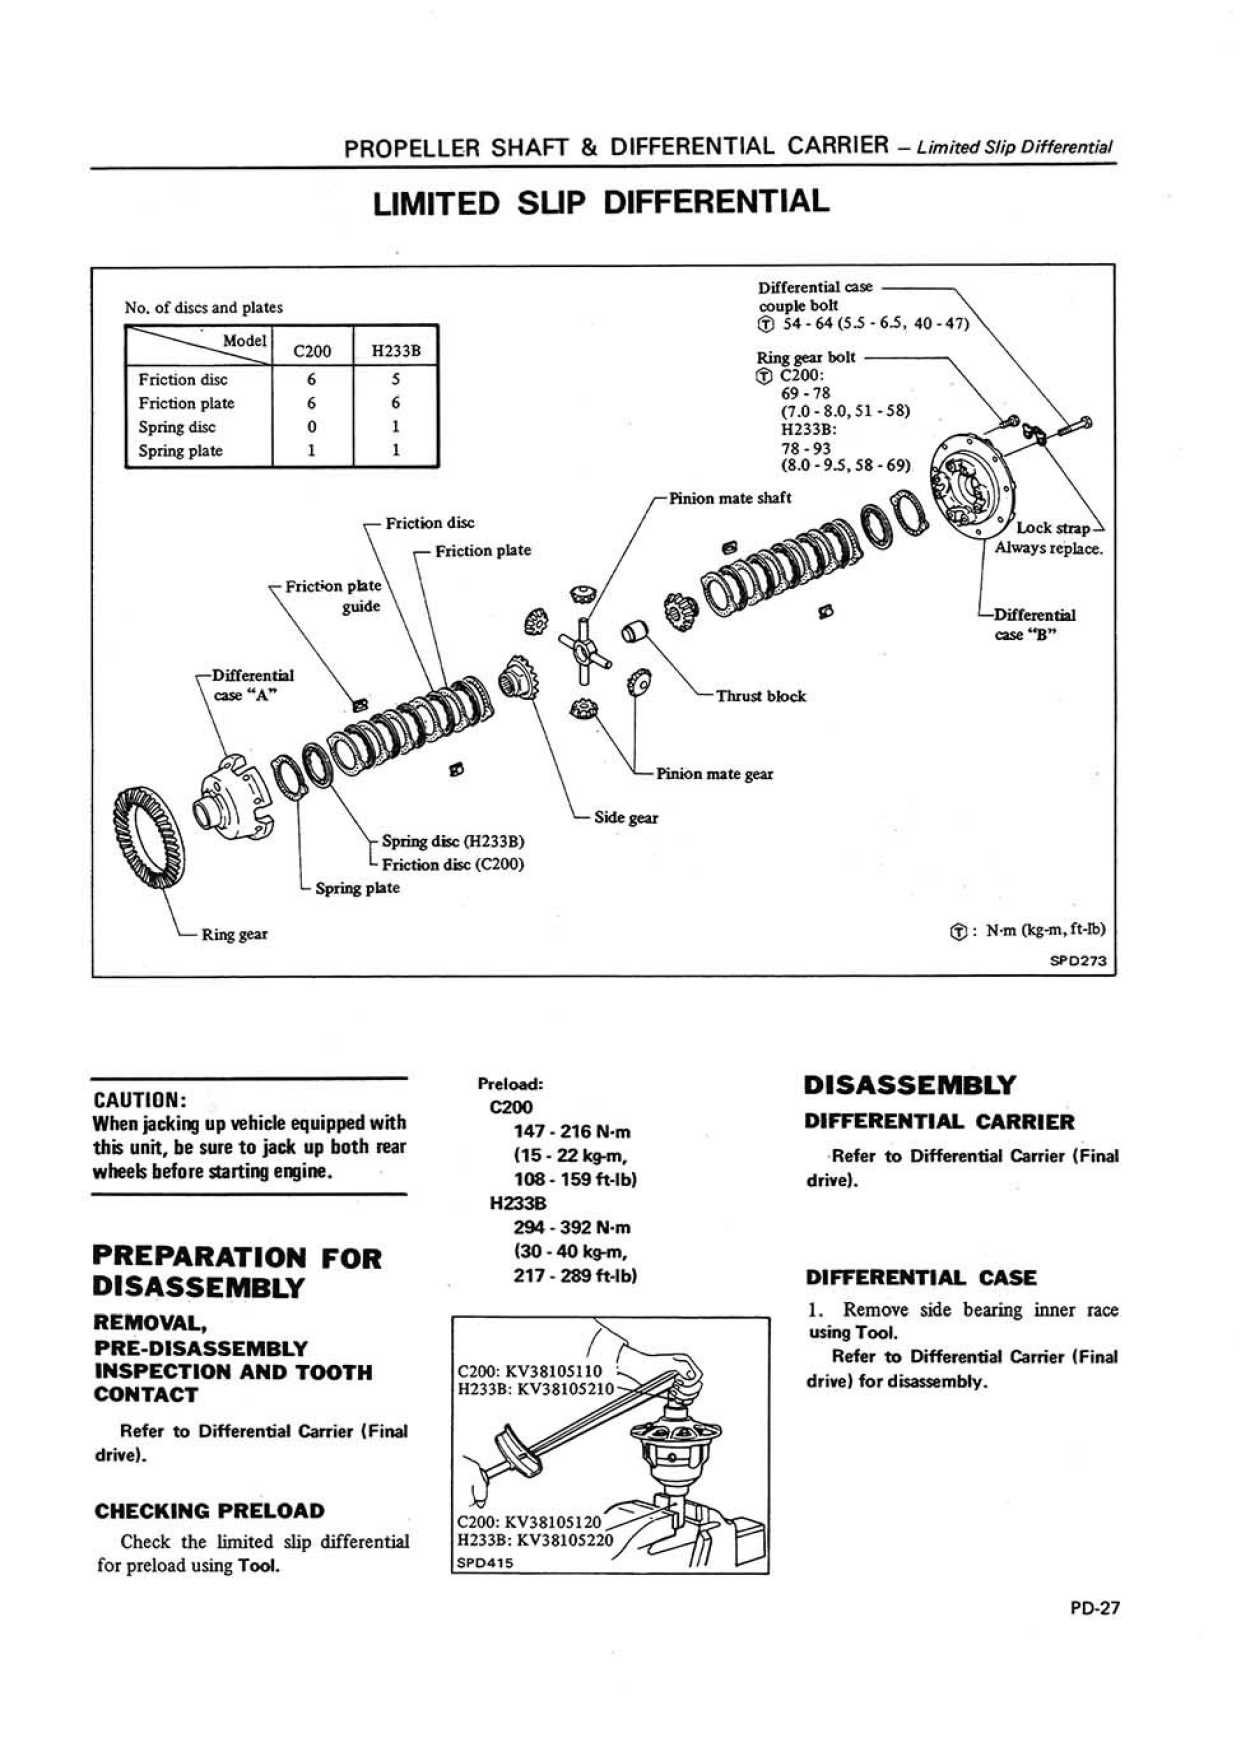 PROPELLER SHAFT & DIFFERENTIAL CARRIER – Limited Slip Differential
LIMITED SLIP DIFFERENTIAL
No. of discs and plates
Model
C200 H233B
Friction disc 6 5
Friction plate 6 6
Spring disc 0 1
Spring plate 1 1
Differential case
couple bolt
Ⓣ 54 - 64 (5.5 - 6.5, 40 - 47)
Ring gear bolt
Ⓣ C200:
69 - 78
(7.0 - 8.0, 51 - 58)
H233B:
78 - 93
(8.0 - 9.5, 58 - 69)
Pinion mate shaft
Friction disc
Friction plate
Friction plate
guide
Lock strap
Always replace.
Differential
case "B"
Differential
case "A"
Thrust block
Pinion mate gear
Side gear
Spring disc (H233B)
Friction disc (C200)
Spring plate
Ring gear
Ⓣ : N·m (kg-m, ft-lb)
SPD273
CAUTION:
When jacking up vehicle equipped with
this unit, be sure to jack up both rear
wheels before starting engine.
PREPARATION FOR
DISASSEMBLY
REMOVAL,
PRE-DISASSEMBLY
INSPECTION AND TOOTH
CONTACT
Refer to Differential Carrier (Final
drive).
CHECKING PRELOAD
Check the limited slip differential
for preload using Tool.
Preload:
C200
147 - 216 N·m
(15 - 22 kg-m,
108 - 159 ft-lb)
H233B
294 - 392 N·m
(30 - 40 kg-m,
217 - 289 ft-lb)
C200: KV38105110
H233B: KV38105210
C200: KV38105120
H233B: KV38105220
SPD415
DISASSEMBLY
DIFFERENTIAL CARRIER
Refer to Differential Carrier (Final
drive).
DIFFERENTIAL CASE
1. Remove side bearing inner race
using Tool.
Refer to Differential Carrier (Final
drive) for disassembly.
PD-27